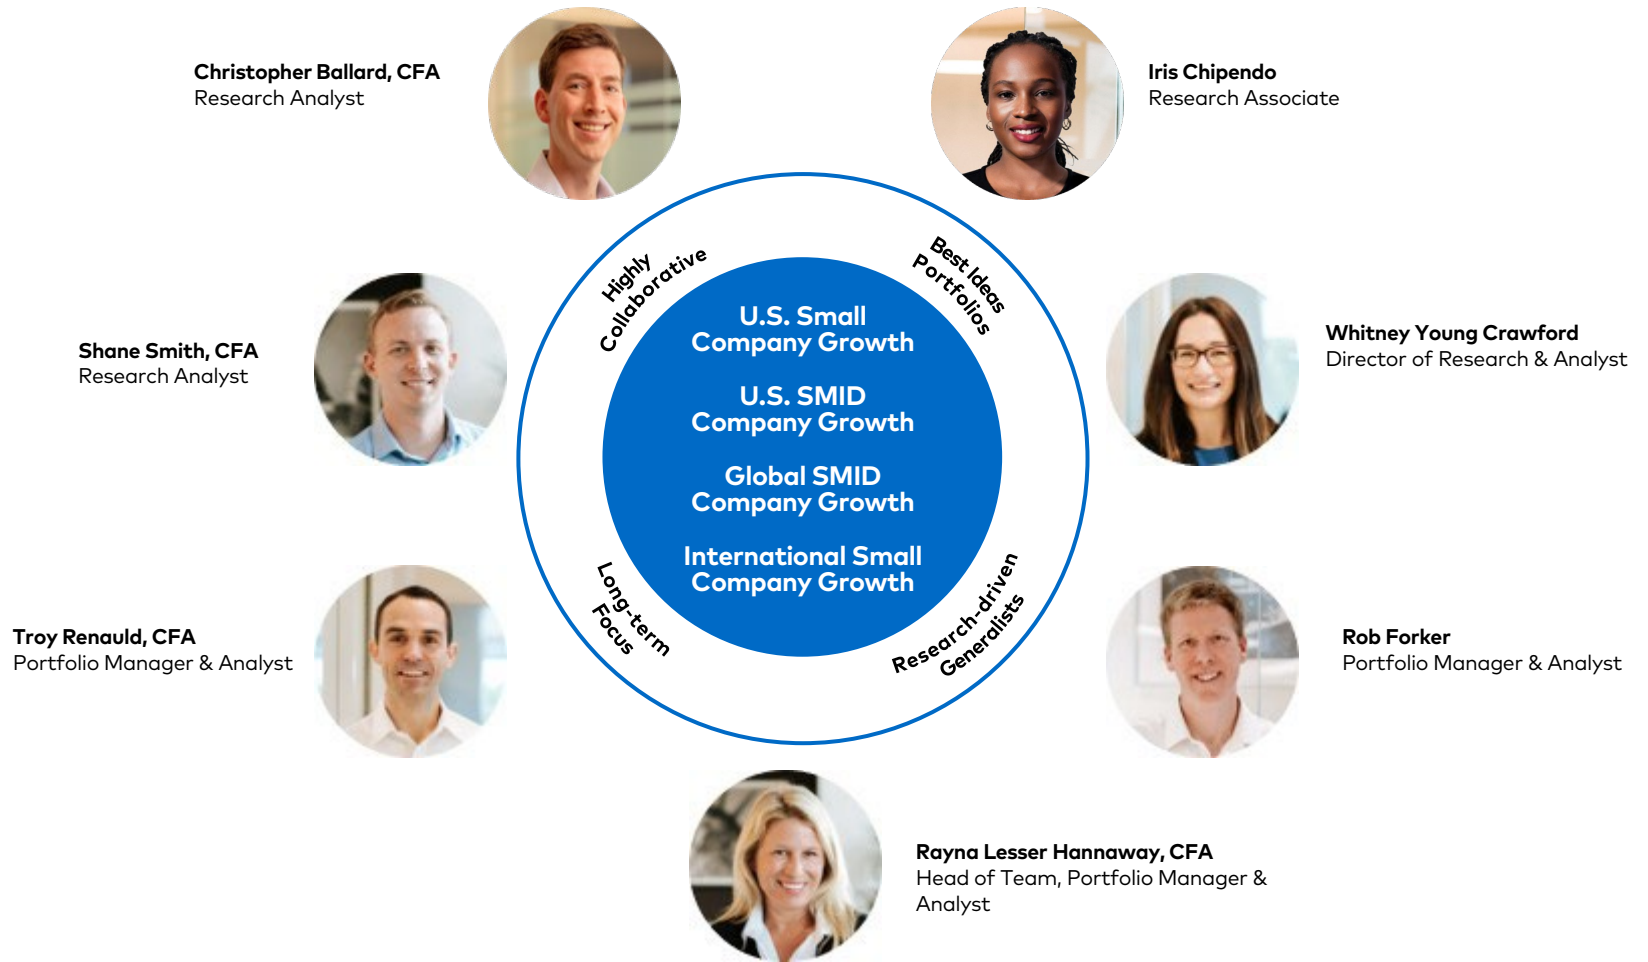 Christopher Ballard, CFA
Research Analyst
Iris Chipendo
Research Associate
Highly
Collaborative
Best Ideas
Portfolios
U.S. Small
Company Growth
U.S. SMID
Company Growth
Global SMID
Company Growth
International Small
Company Growth
Shane Smith, CFA
Research Analyst
Whitney Young Crawford
Director of Research & Analyst
Long-term
Focus
Research-driven
Generalists
Troy Renauld, CFA
Portfolio Manager & Analyst
Rob Forker
Portfolio Manager & Analyst
Rayna Lesser Hannaway, CFA
Head of Team, Portfolio Manager &
Analyst